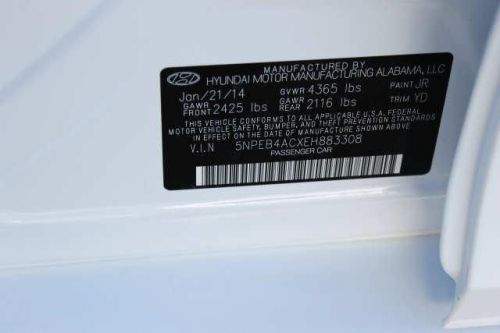 MANUFACTURED BY
HYUNDAI MOTOR MANUFACTURING ALABAMA, LLC
Jan/21/14 GVWR 4365 lbs PAINT JR
GAWR FRONT 2425 lbs GAWR REAR 2116 lbs TRIM YD
THIS VEHICLE CONFORMS TO ALL APPLICABLE U.S.A FEDERAL
MOTOR VEHICLE SAFETY, BUMPER, AND THEFT PREVENTION STANDARDS
IN EFFECT ON THE DATE OF MANUFACTURE SHOWN ABOVE.
V.I.N 5NPEB4ACXEH883308
PASSENGER CAR